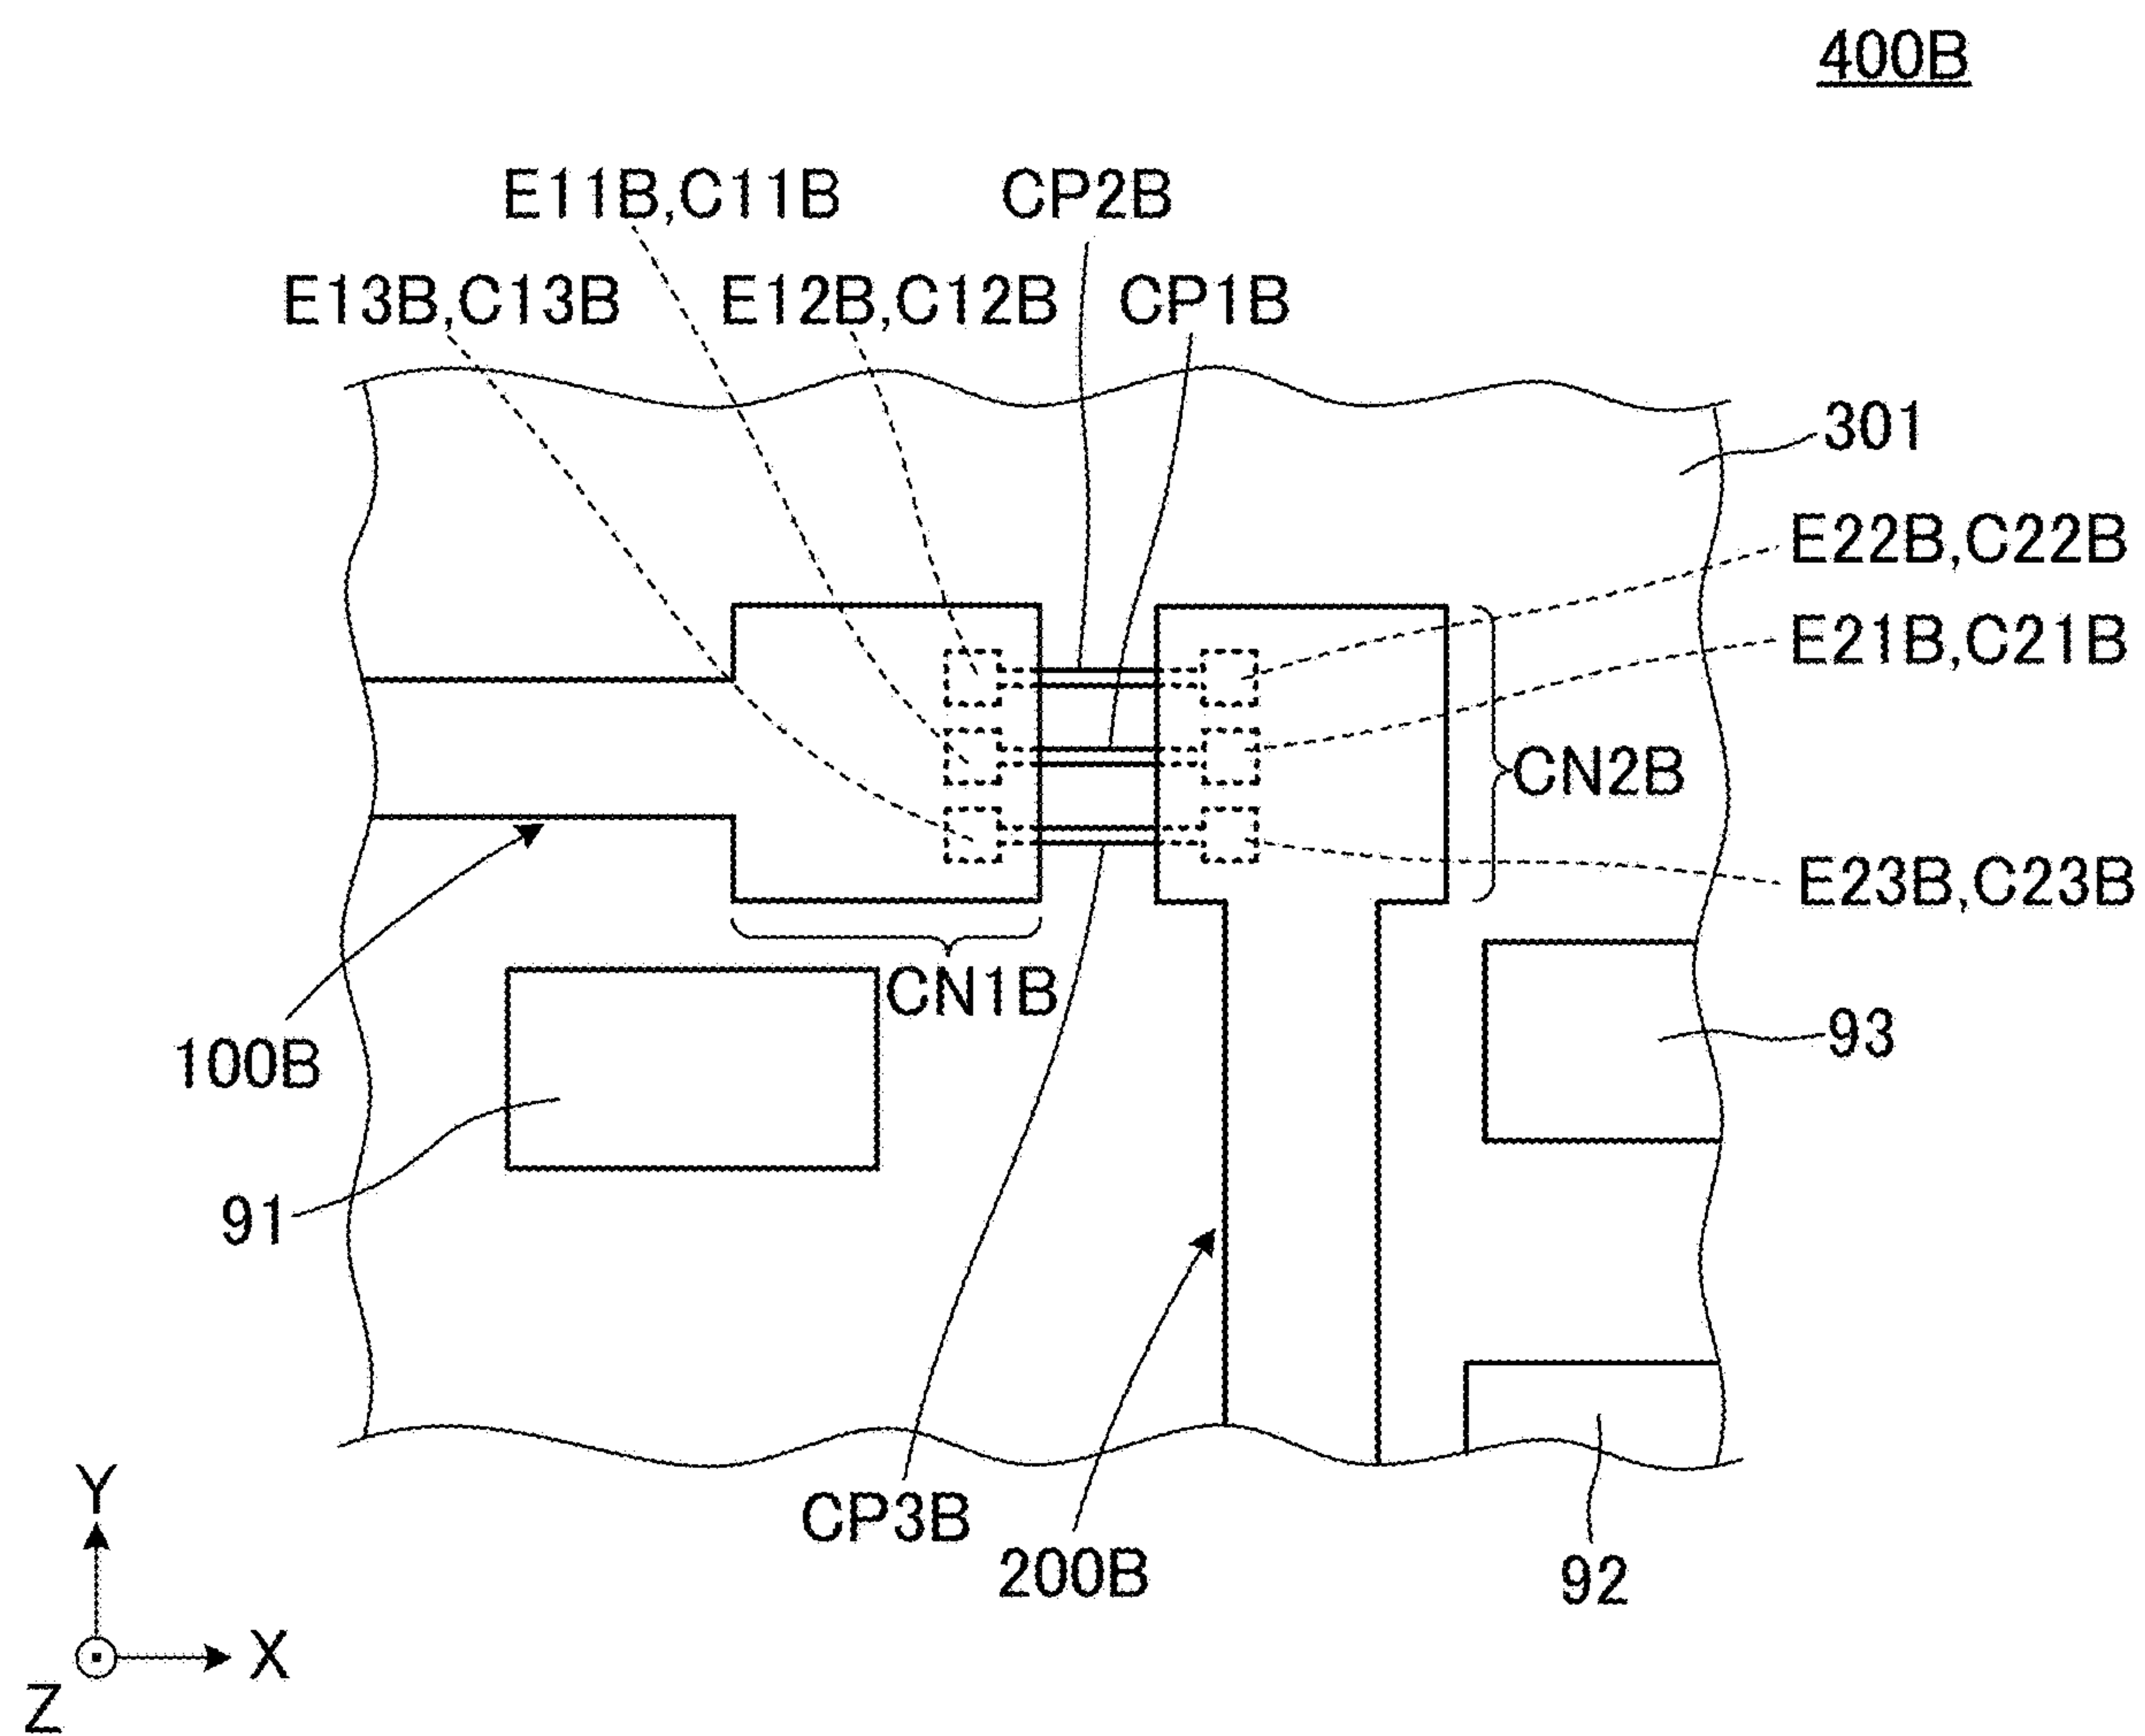 400B
E11B,C11B
CP2B
E13B,C13B
E12B,C12B
CP1B
301
E22B,C22B
E21B,C21B
CN2B
E23B,C23B
CN1B
93
100B
91
CP3B
200B
92
Y
X
Z